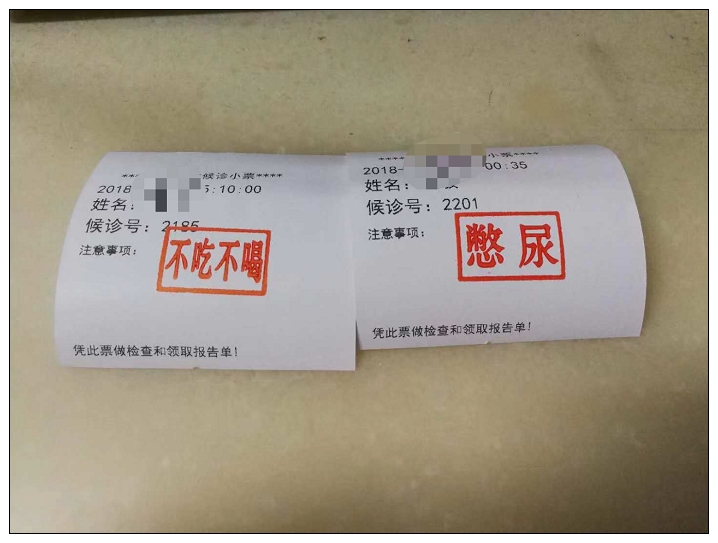 候诊小票****
2018
5:10:00
姓名：
候诊号：2185
注意事项：
不吃不喝
凭此票做检查和领取报告单！
小票****
2018-
00:35
姓名：
候诊号：2201
注意事项：
憋尿
凭此票做检查和领取报告单！